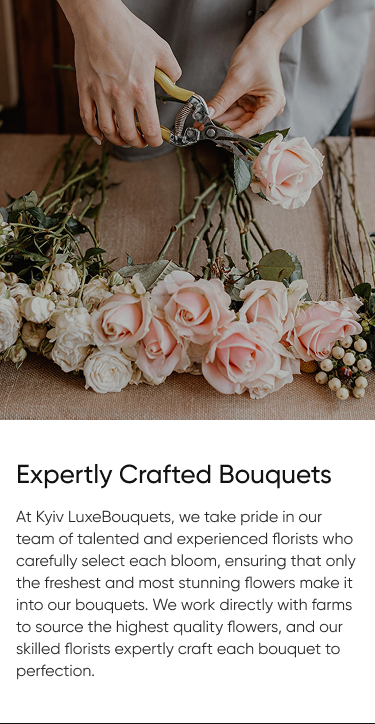 Expertly Crafted Bouquets
At Kyiv LuxeBouquets, we take pride in our
team of talented and experienced florists who
carefully select each bloom, ensuring that only
the freshest and most stunning flowers make it
into our bouquets. We work directly with farms
to source the highest quality flowers, and our
skilled florists expertly craft each bouquet to
perfection.